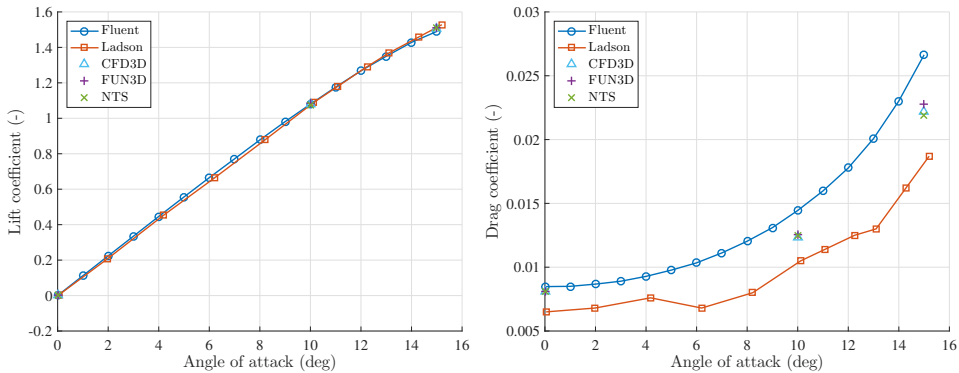 1.6
1.4
1.2
1
0.8
0.6
0.4
0.2
0
-0.2
Lift coefficient (-)
Fluent
Ladson
CFD3D
FUN3D
NTS
0 2 4 6 8 10 12 14 16
Angle of attack (deg)
0.03
0.025
0.02
0.015
0.01
0.005
Drag coefficient (-)
Fluent
Ladson
CFD3D
FUN3D
NTS
0 2 4 6 8 10 12 14 16
Angle of attack (deg)